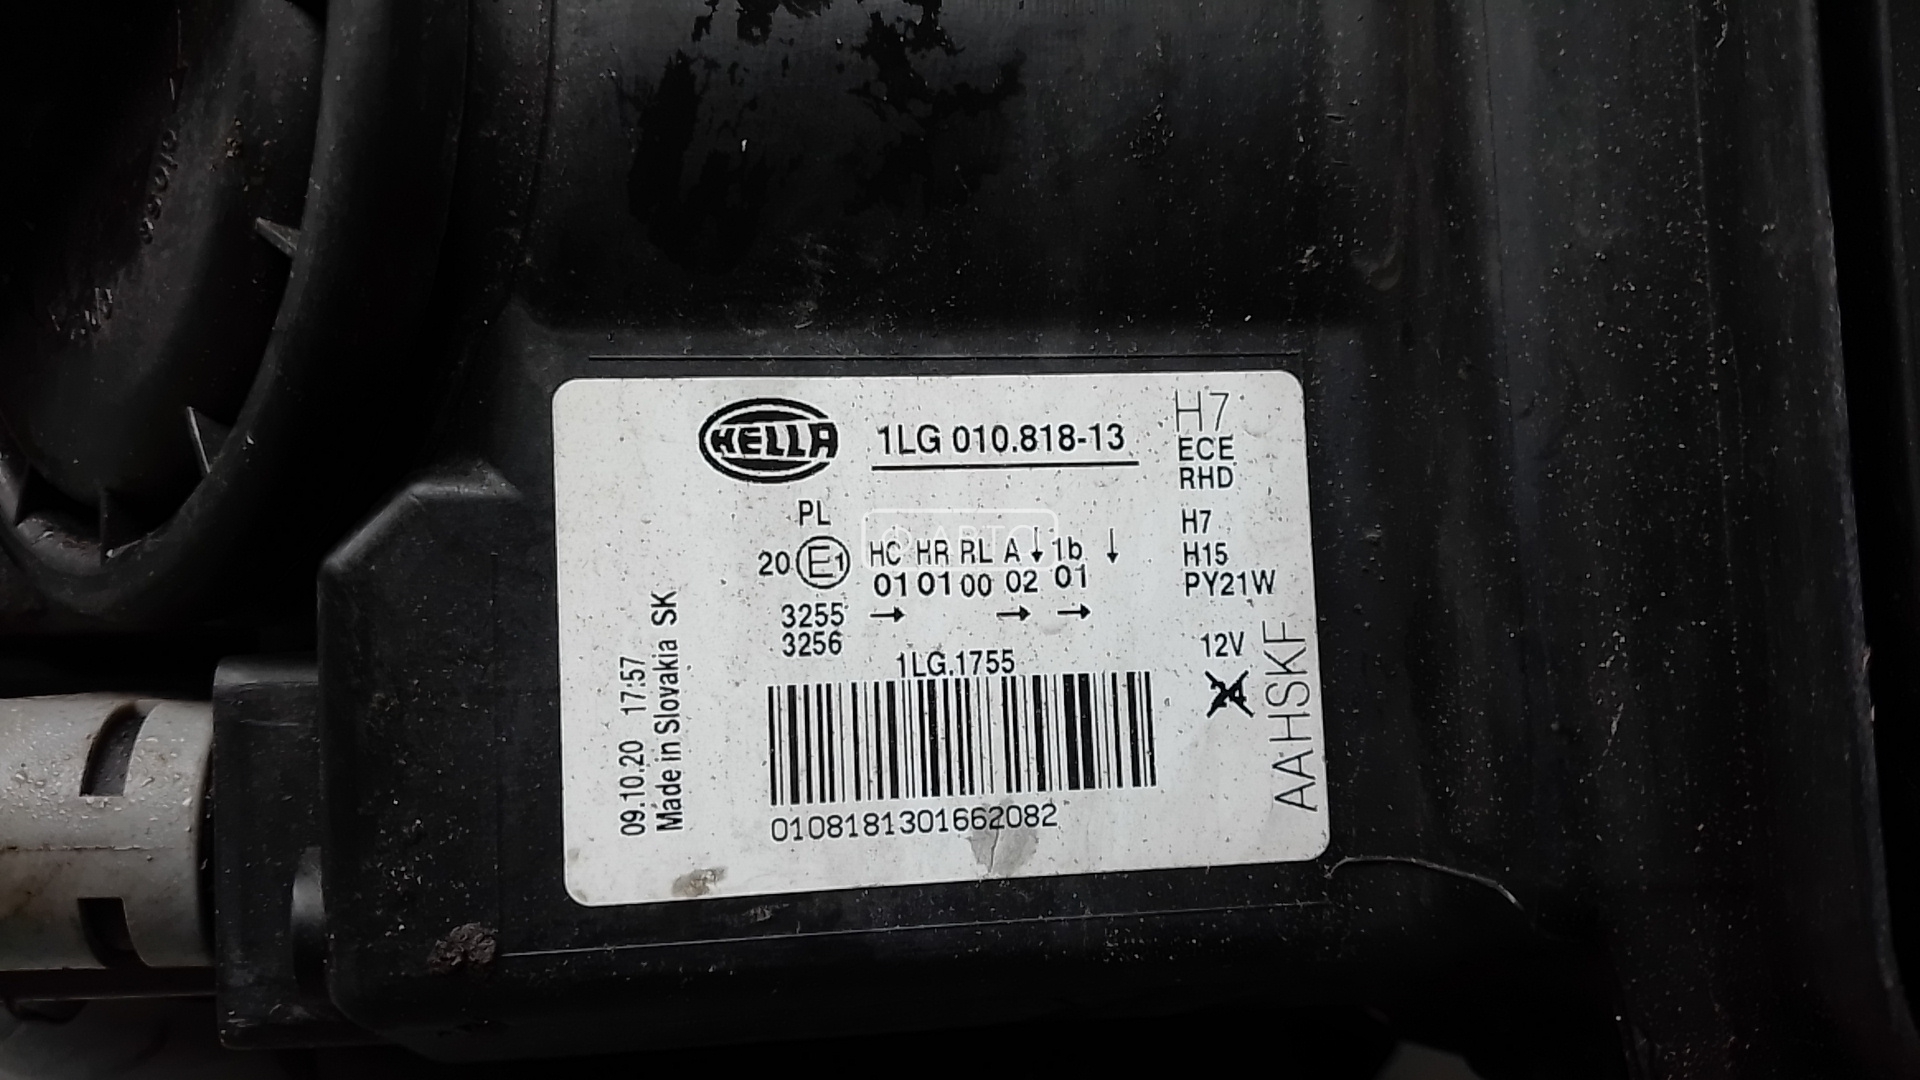 HELLA
1LG 010.818-13
H7
ECE
RHD
PL
20 E1 HC HR RL A ↓ 1b ↓
01 01 00 02 01
3255 → → →
3256
1LG.1755
H7
H15
PY21W
12V
AAHSKF
0108181301662082
09.10.20 17:57
Made in Slovakia SK